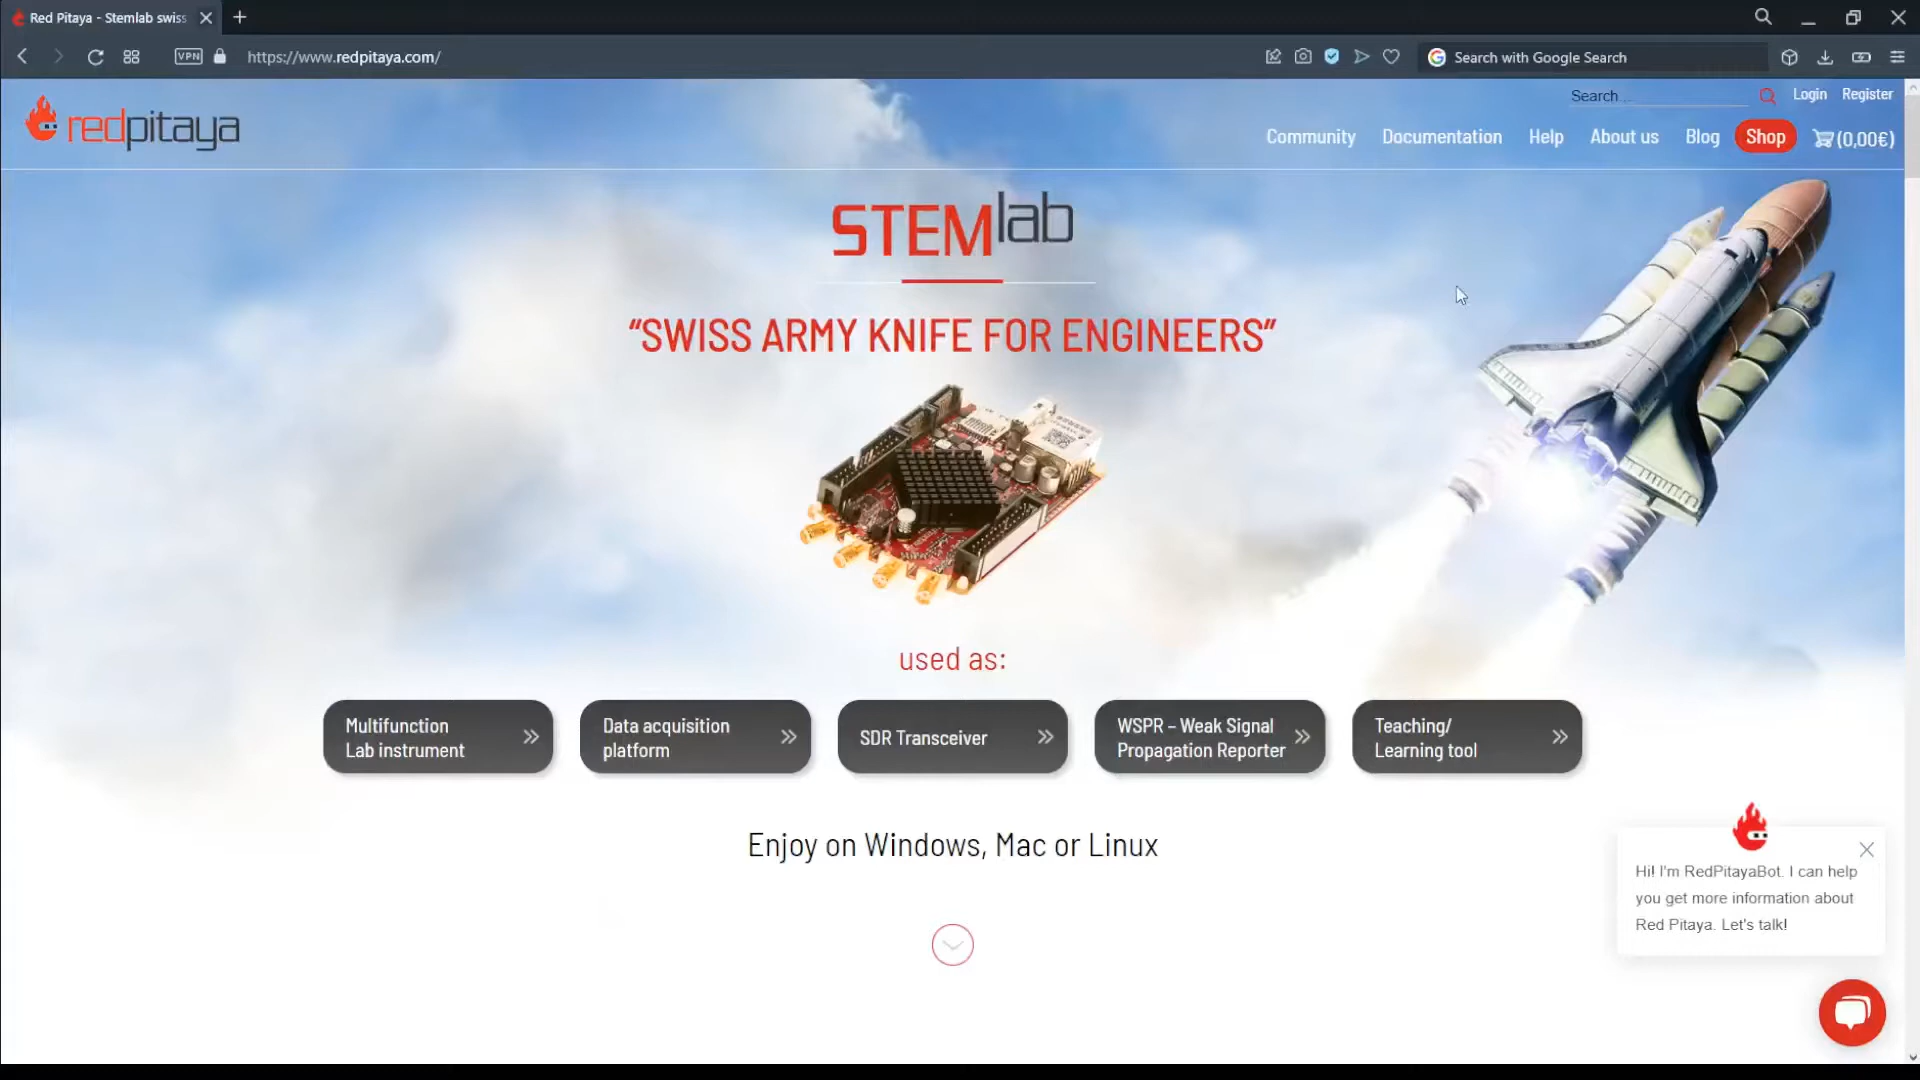 Red Pitaya - Stemlab swiss
VPN
https://www.redpitaya.com/
Search with Google Search
redpitaya
Search...
Login
Register
Community
Documentation
Help
About us
Blog
Shop
(0,00€)
STEMlab
“SWISS ARMY KNIFE FOR ENGINEERS”
used as:
Multifunction
Lab instrument
Data acquisition
platform
SDR Transceiver
WSPR – Weak Signal
Propagation Reporter
Teaching/
Learning tool
Enjoy on Windows, Mac or Linux
Hi! I'm RedPitayaBot. I can help
you get more information about
Red Pitaya. Let's talk!